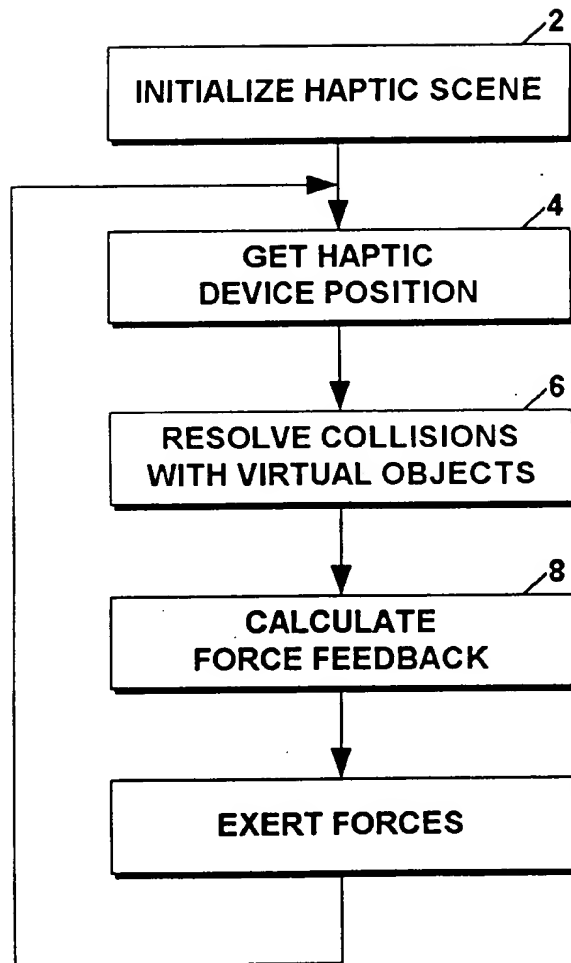 2
INITIALIZE HAPTIC SCENE
4
GET HAPTIC
DEVICE POSITION
6
RESOLVE COLLISIONS
WITH VIRTUAL OBJECTS
8
CALCULATE
FORCE FEEDBACK
EXERT FORCES